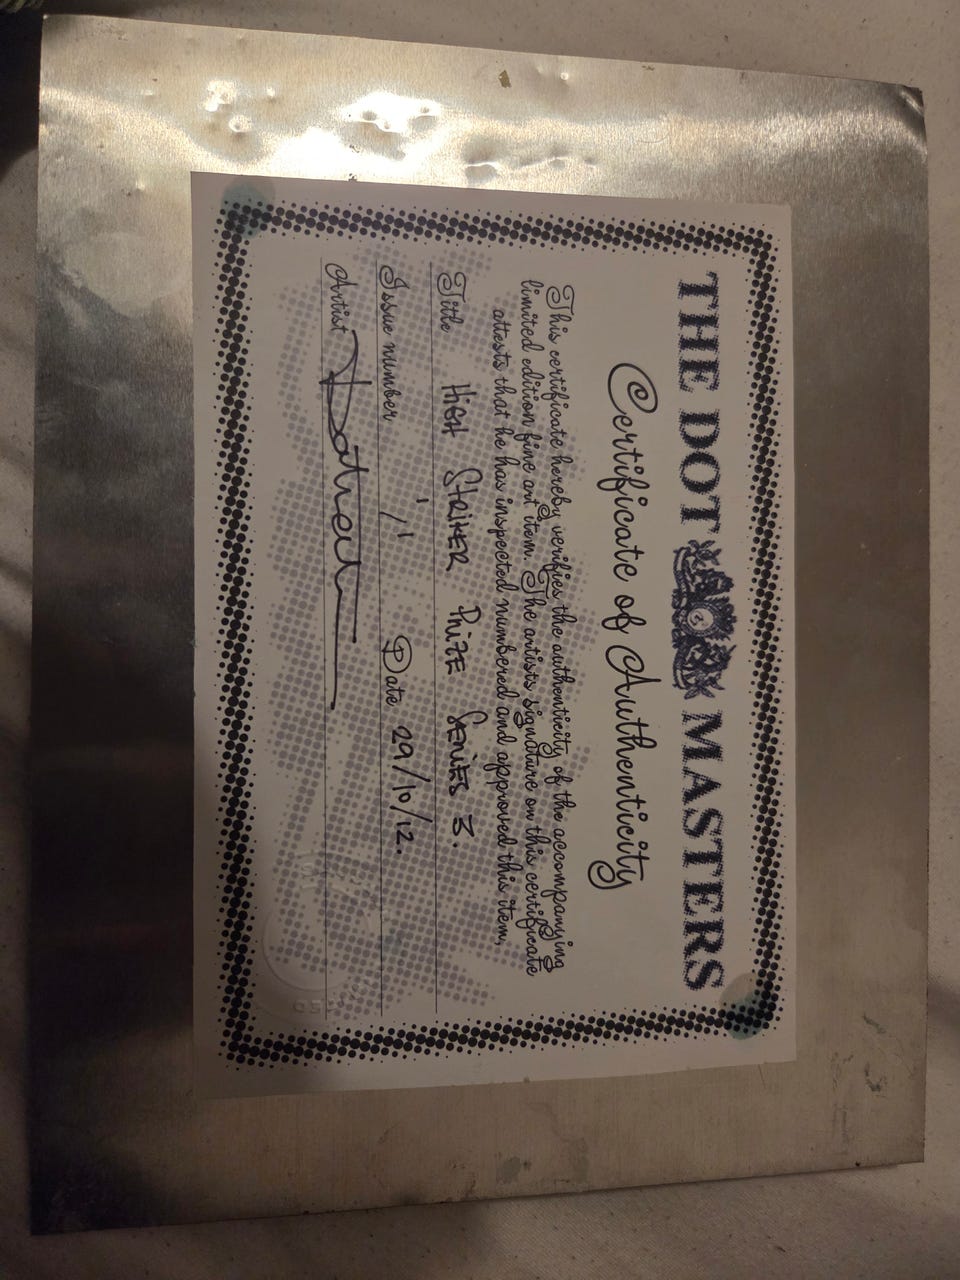 THE DOT MASTERS
Certificate of Authenticity
This certificate hereby verifies the authenticity of the accompanying
limited edition fine art item. The artists signature on this certificate
attests that he has inspected numbered and approved this item,
Title HIGH STRIKER PRIZE SERIES 3.
Issue number 1/1 Date 29/10/12.
Artist